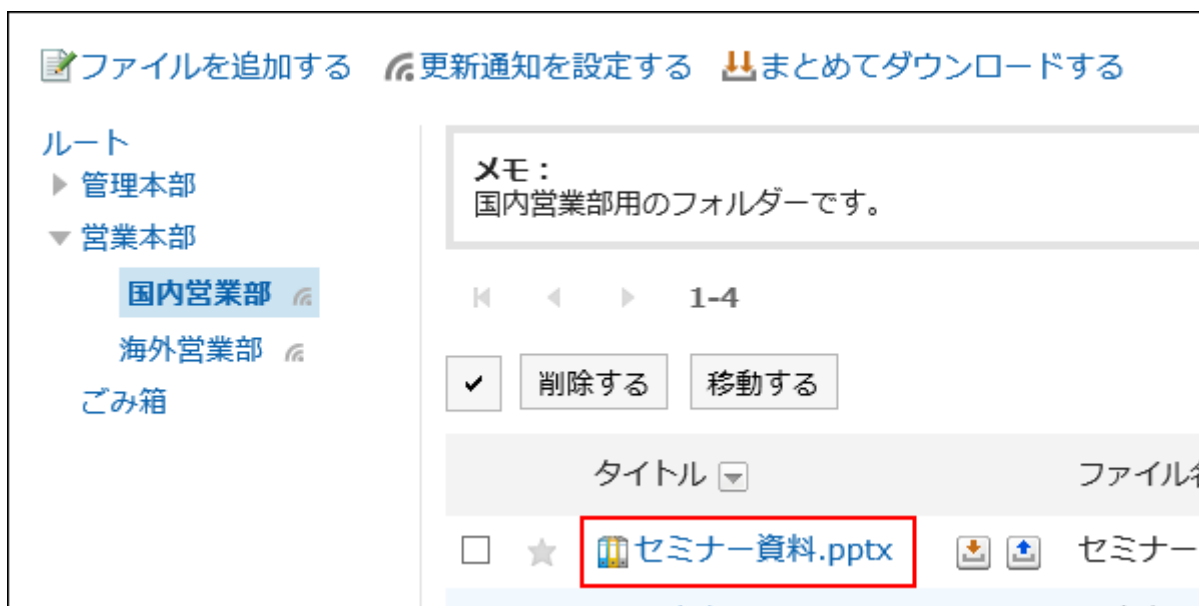 ファイルを追加する 更新通知を設定する まとめてダウンロードする
ルート
管理本部
営業本部
国内営業部
海外営業部
ごみ箱
メモ：
国内営業部用のフォルダーです。
1-4
削除する 移動する
タイトル ファイル名
セミナー資料.pptx セミナー